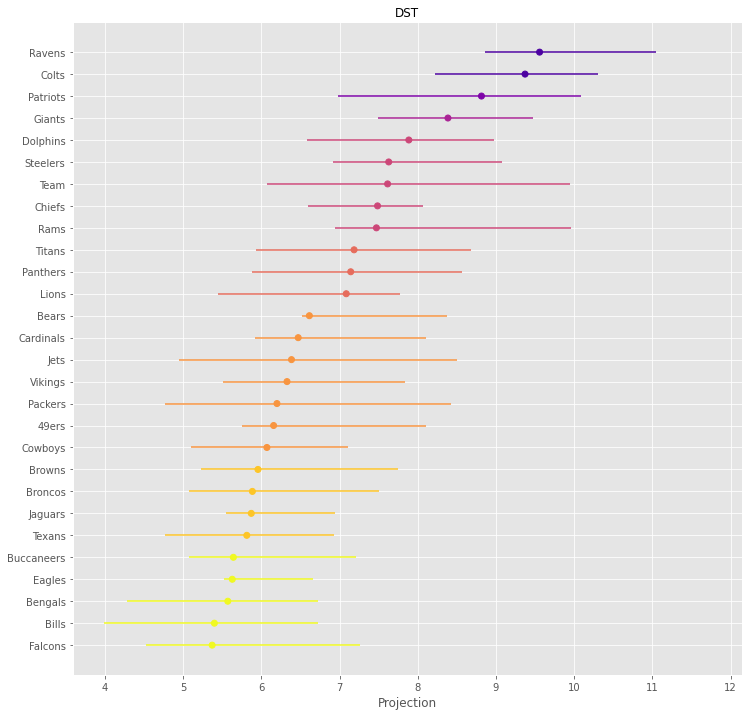 DST
Ravens
Colts
Patriots
Giants
Dolphins
Steelers
Team
Chiefs
Rams
Titans
Panthers
Lions
Bears
Cardinals
Jets
Vikings
Packers
49ers
Cowboys
Browns
Broncos
Jaguars
Texans
Buccaneers
Eagles
Bengals
Bills
Falcons
4 5 6 7 8 9 10 11 12
Projection